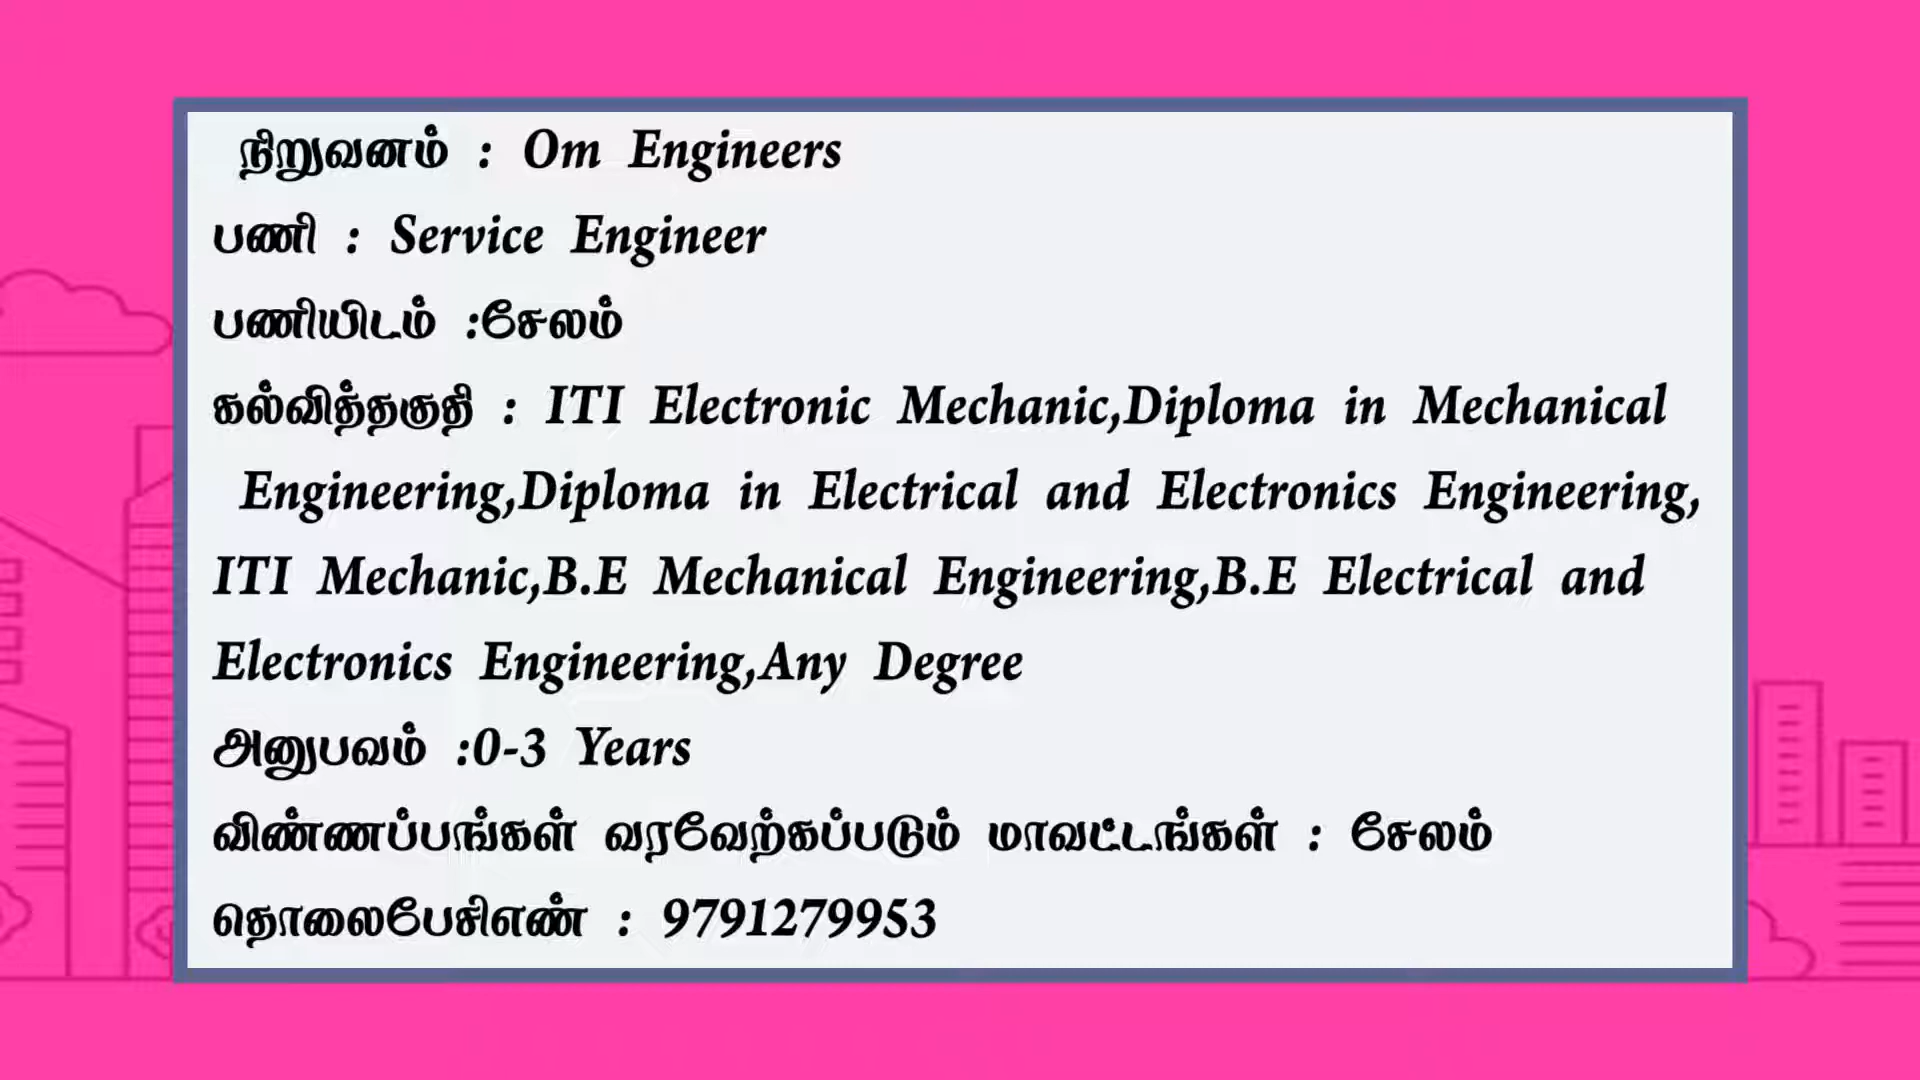 நிறுவனம் : Om Engineers
பணி : Service Engineer
பணியிடம் :சேலம்
கல்வித்தகுதி : ITI Electronic Mechanic,Diploma in Mechanical
Engineering,Diploma in Electrical and Electronics Engineering,
ITI Mechanic,B.E Mechanical Engineering,B.E Electrical and
Electronics Engineering,Any Degree
அனுபவம் :0-3 Years
விண்ணப்பங்கள் வரவேற்கப்படும் மாவட்டங்கள் : சேலம்
தொலைபேசிஎண் : 9791279953